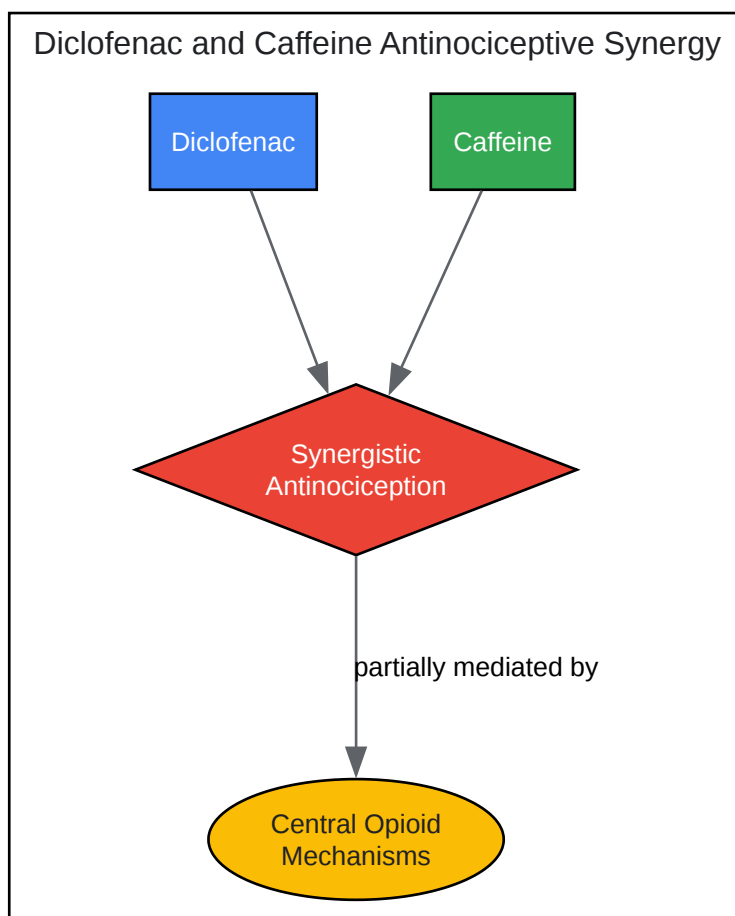 Diclofenac and Caffeine Antinociceptive Synergy
Diclofenac
Caffeine
Synergistic
Antinociception
partially mediated by
Central Opioid
Mechanisms